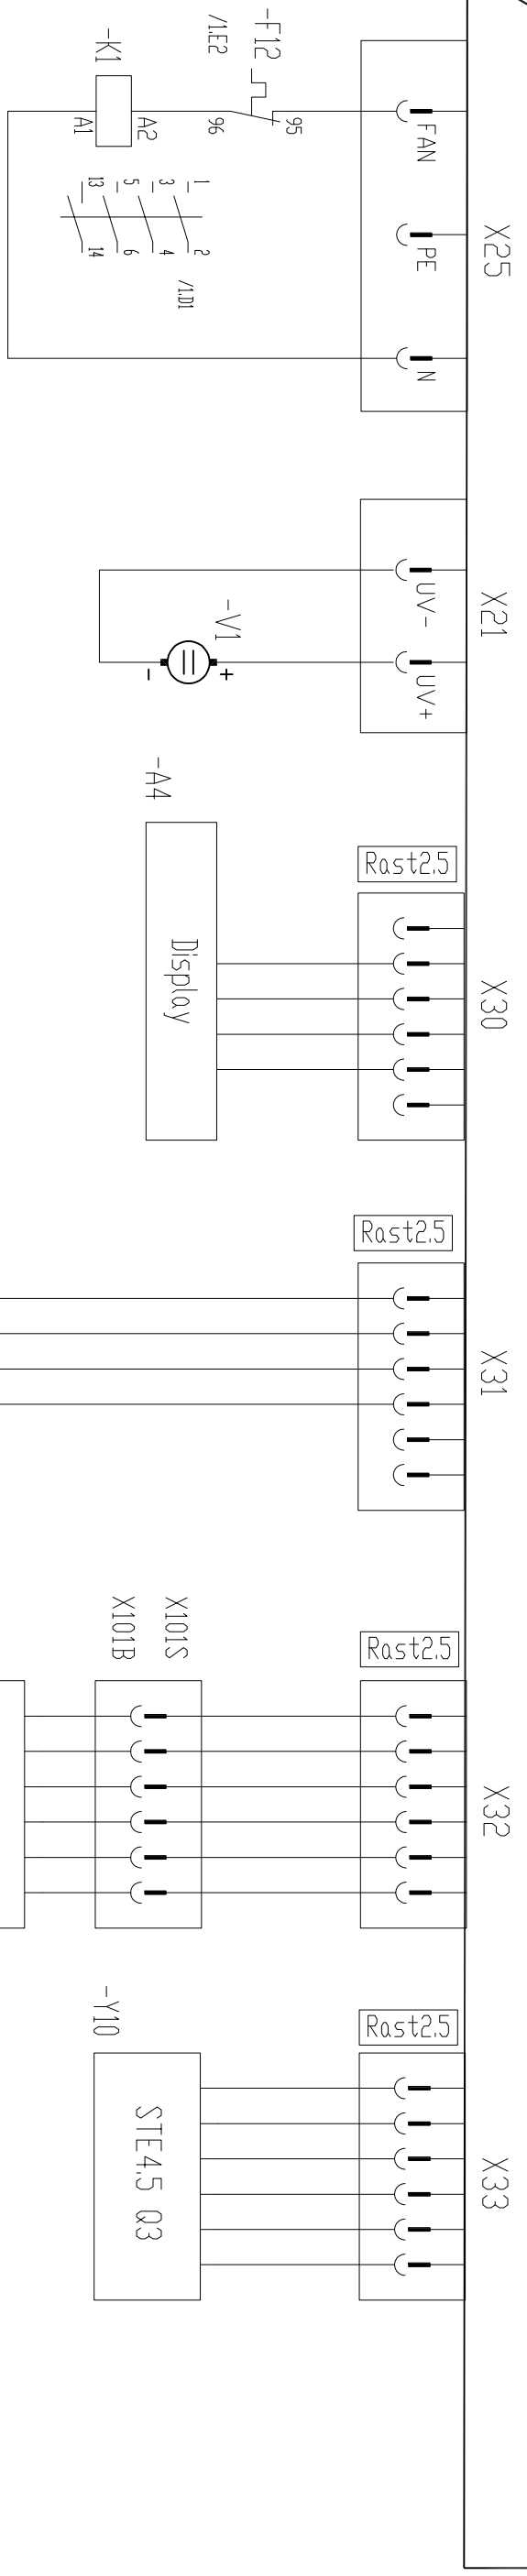 X25
FAN
PE
N
-F12
/1.E2
95
96
-K1
A2
A1
1
2
3
4
5
6
13
14
/1.D1
X21
UV-
UV+
-V1
+
-
X30
Rast2.5
-A4
Display
X31
Rast2.5
X32
Rast2.5
X101S
X101B
X33
Rast2.5
-Y10
STE4.5 Q3